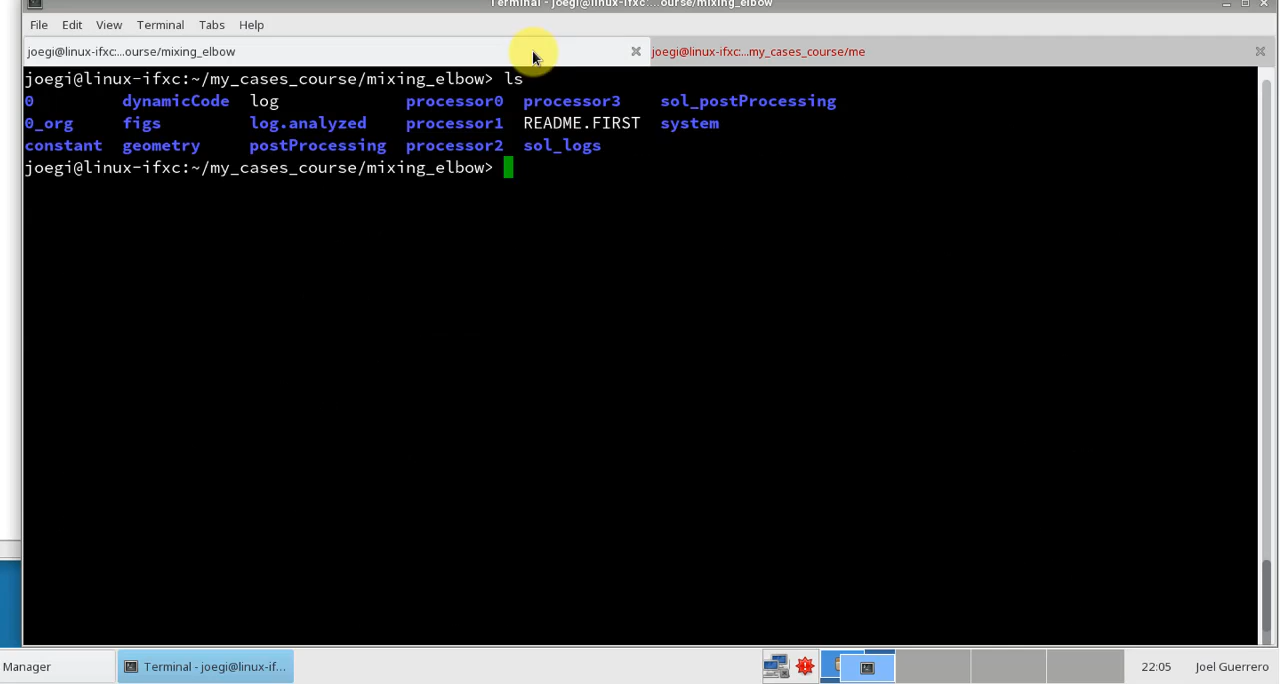 Terminal - joegi@linux-ifxc:...ourse/mixing_elbow
File Edit View Terminal Tabs Help
joegi@linux-ifxc:...ourse/mixing_elbow joegi@linux-ifxc:...my_cases_course/me
joegi@linux-ifxc:~/my_cases_course/mixing_elbow> ls
0 dynamicCode log processor0 processor3 sol_postProcessing
0_org figs log.analyzed processor1 README.FIRST system
constant geometry postProcessing processor2 sol_logs
joegi@linux-ifxc:~/my_cases_course/mixing_elbow>
Manager Terminal - joegi@linux-if... 22:05 Joel Guerrero